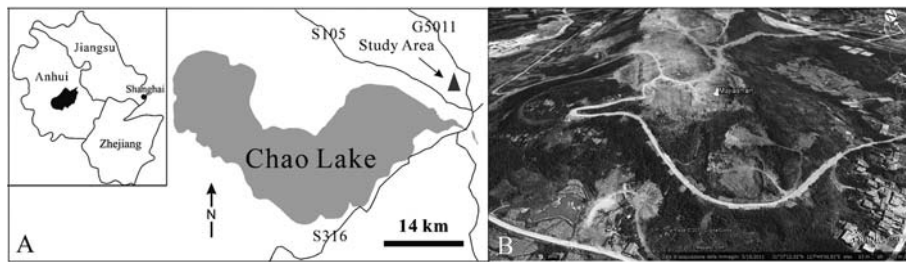 Jiangsu
Anhui
Shanghai
Zhejiang
S105
G5011
Study Area
Chao Lake
N
S316
14 km
A
B